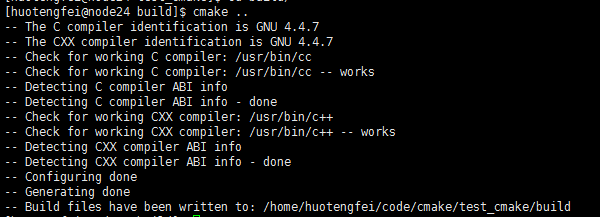 [huotengfei@node24 build]$ cmake ..
-- The C compiler identification is GNU 4.4.7
-- The CXX compiler identification is GNU 4.4.7
-- Check for working C compiler: /usr/bin/cc
-- Check for working C compiler: /usr/bin/cc -- works
-- Detecting C compiler ABI info
-- Detecting C compiler ABI info - done
-- Check for working CXX compiler: /usr/bin/c++
-- Check for working CXX compiler: /usr/bin/c++ -- works
-- Detecting CXX compiler ABI info
-- Detecting CXX compiler ABI info - done
-- Configuring done
-- Generating done
-- Build files have been written to: /home/huotengfei/code/cmake/test_cmake/build